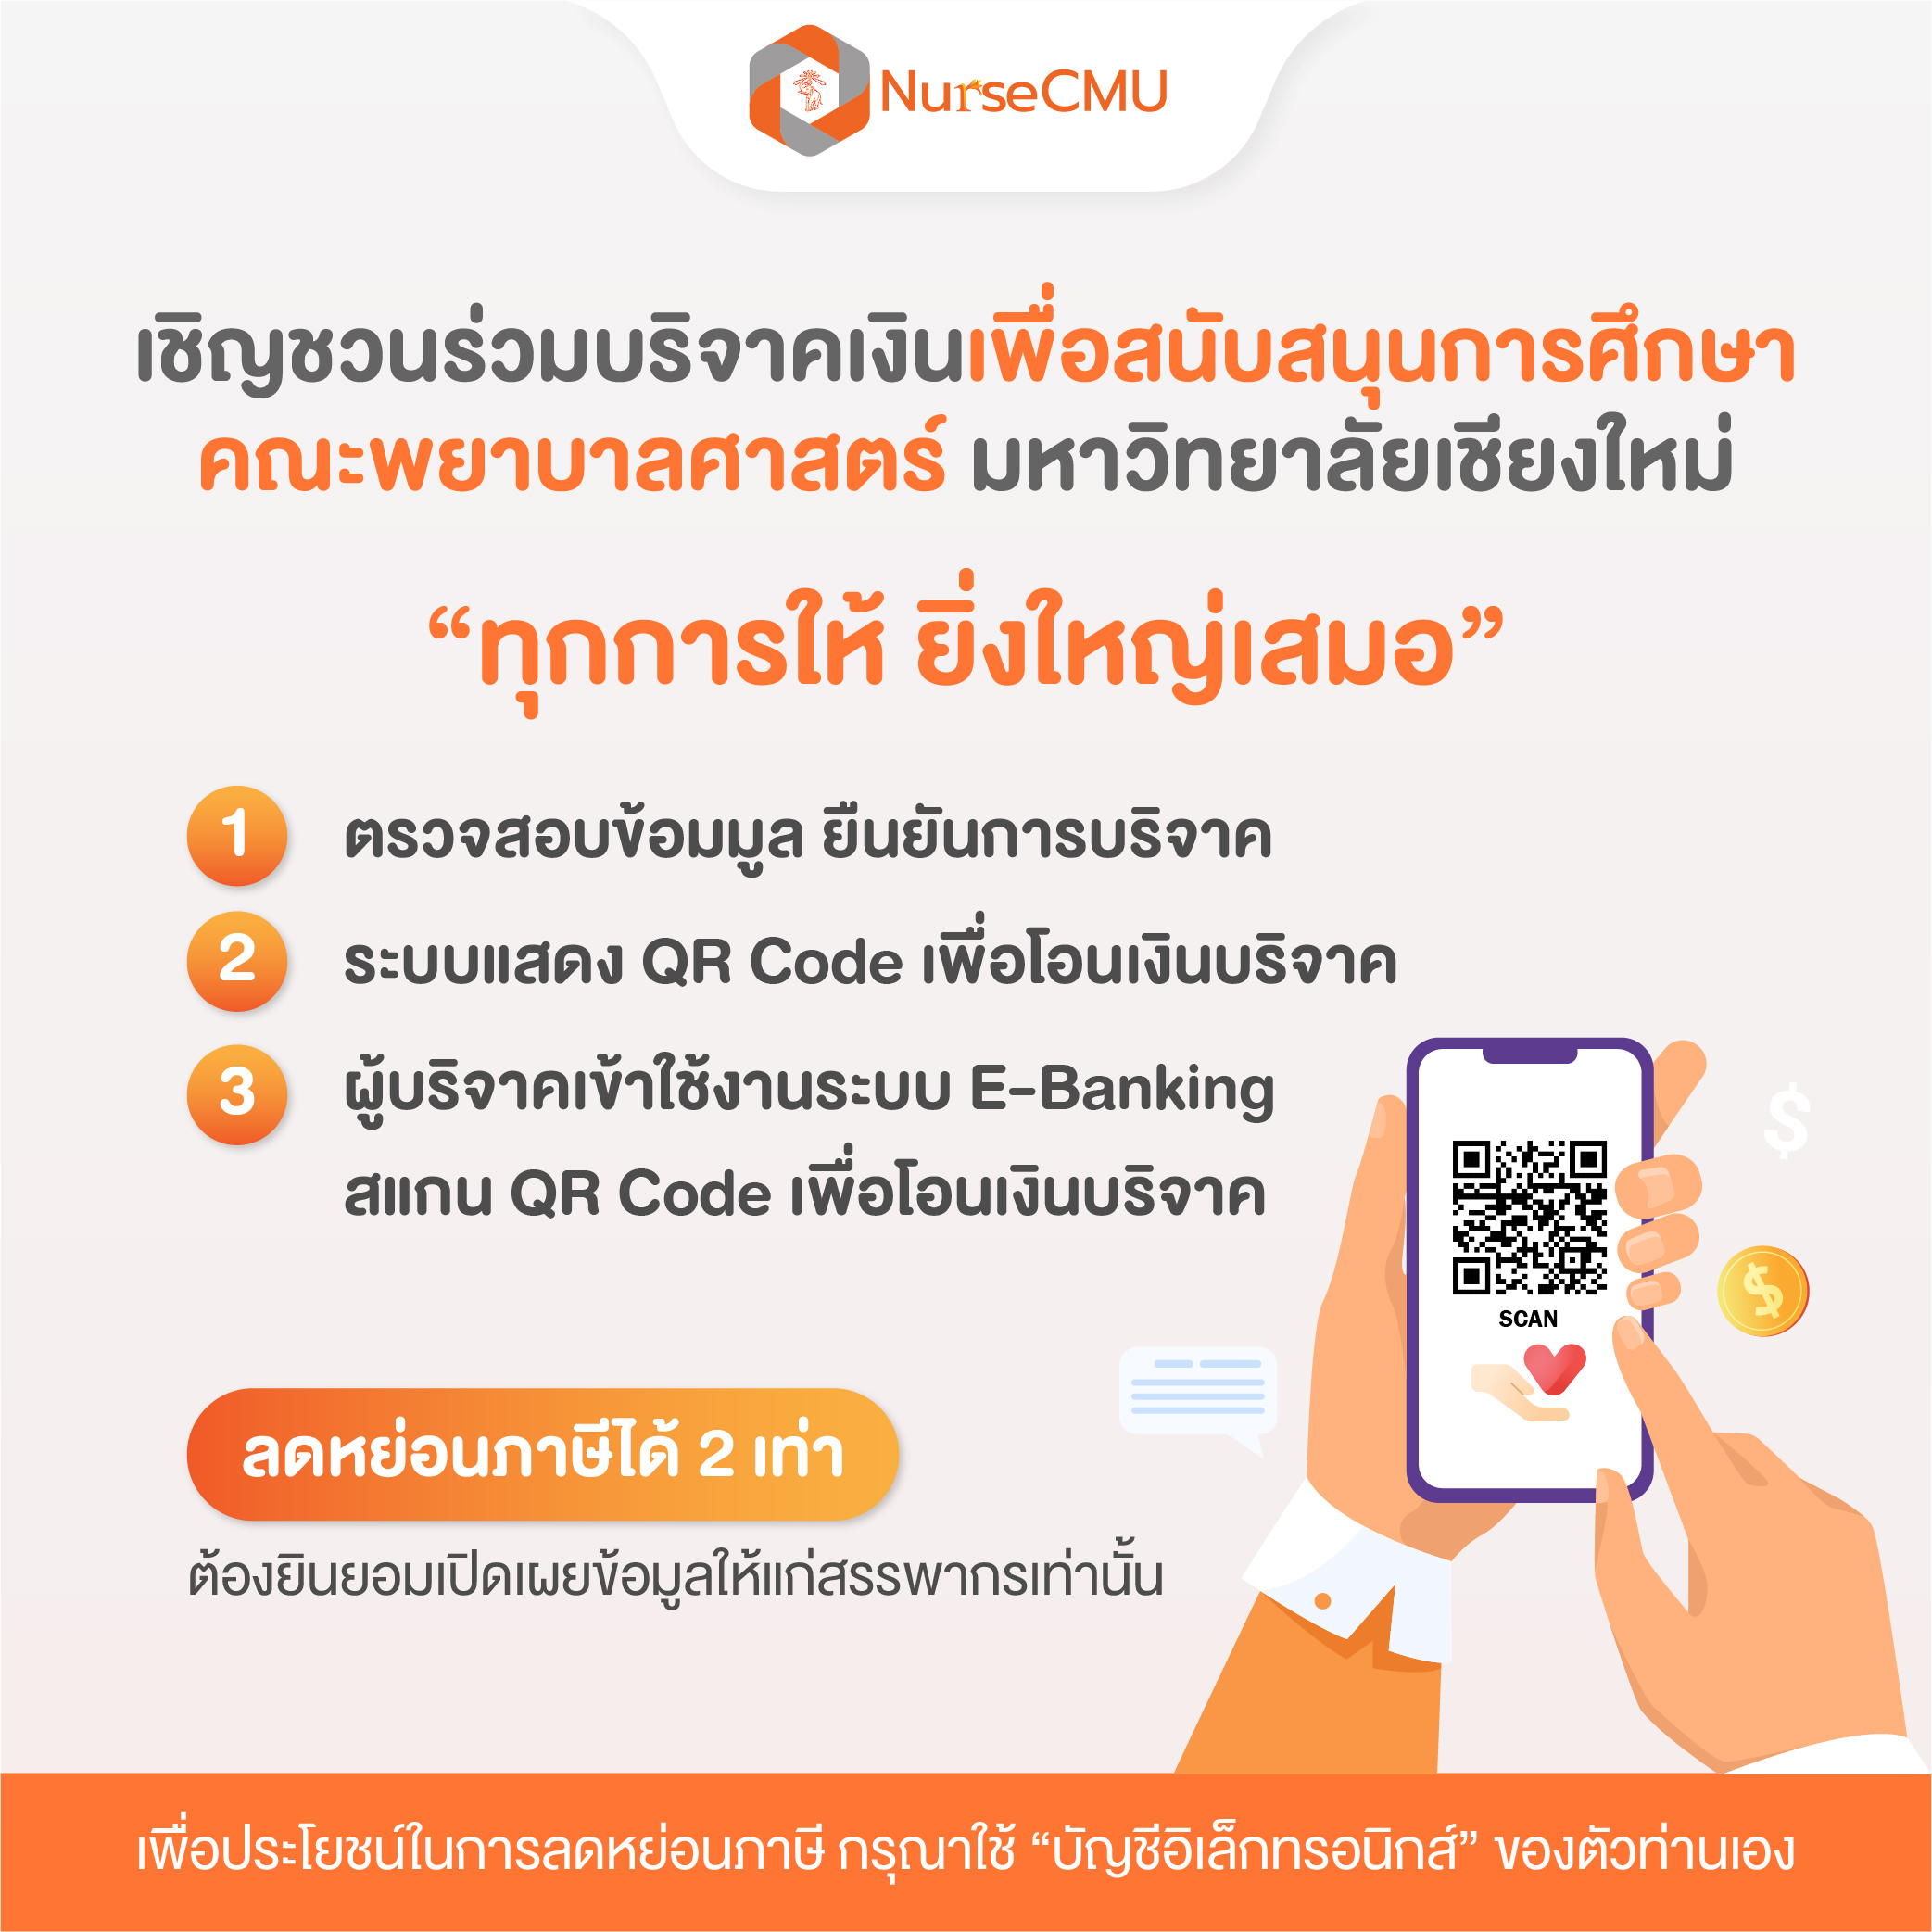 NurseCMU
เชิญชวนร่วมบริจาคเงินเพื่อสนับสนุนการศึกษา
คณะพยาบาลศาสตร์ มหาวิทยาลัยเชียงใหม่
“ทุกการให้ ยิ่งใหญ่เสมอ”
1 ตรวจสอบข้อมมูล ยืนยันการบริจาค
2 ระบบแสดง QR Code เพื่อโอนเงินบริจาค
3 ผู้บริจาคเข้าใช้งานระบบ E-Banking
สแกน QR Code เพื่อโอนเงินบริจาค
SCAN
ลดหย่อนภาษีได้ 2 เท่า
ต้องยินยอมเปิดเผยข้อมูลให้แก่สรรพากรเท่านั้น
เพื่อประโยชน์ในการลดหย่อนภาษี กรุณาใช้ “บัญชีอิเล็กทรอนิกส์” ของตัวท่านเอง